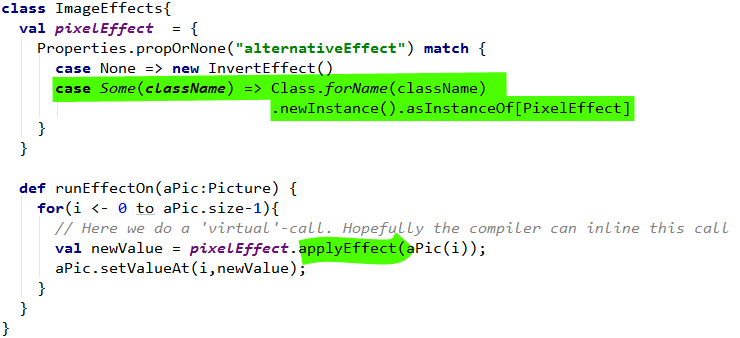 class ImageEffects{
  val pixelEffect  = {
    Properties.propOrNone("alternativeEffect") match {
      case None => new InvertEffect()
      case Some(className) => Class.forName(className)
                              .newInstance().asInstanceOf[PixelEffect]
    }
  }

  def runEffectOn(aPic:Picture) {
    for(i <- 0 to aPic.size-1){
      // Here we do a 'virtual'-call. Hopefully the compiler can inline this call
      val newValue = pixelEffect.applyEffect(aPic(i));
      aPic.setValueAt(i,newValue);
    }
  }
}